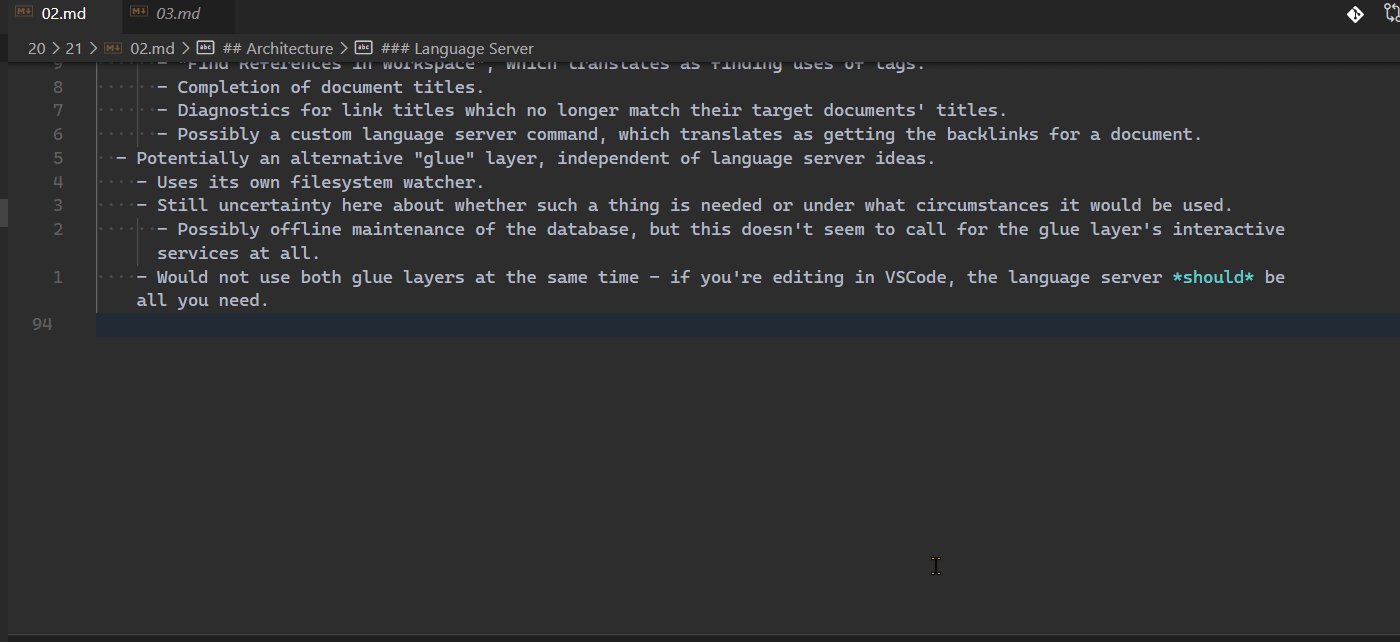 02.md 03.md
20 > 21 > 02.md > ## Architecture > ### Language Server
9 - "Find References in Workspace", which translates as finding uses of tags.
8 - Completion of document titles.
7 - Diagnostics for link titles which no longer match their target documents' titles.
6 - Possibly a custom language server command, which translates as getting the backlinks for a document.
5 - Potentially an alternative "glue" layer, independent of language server ideas.
4 - Uses its own filesystem watcher.
3 - Still uncertainty here about whether such a thing is needed or under what circumstances it would be used.
2 - Possibly offline maintenance of the database, but this doesn't seem to call for the glue layer's interactive
services at all.
1 - Would not use both glue layers at the same time - if you're editing in VSCode, the language server *should* be
all you need.
94